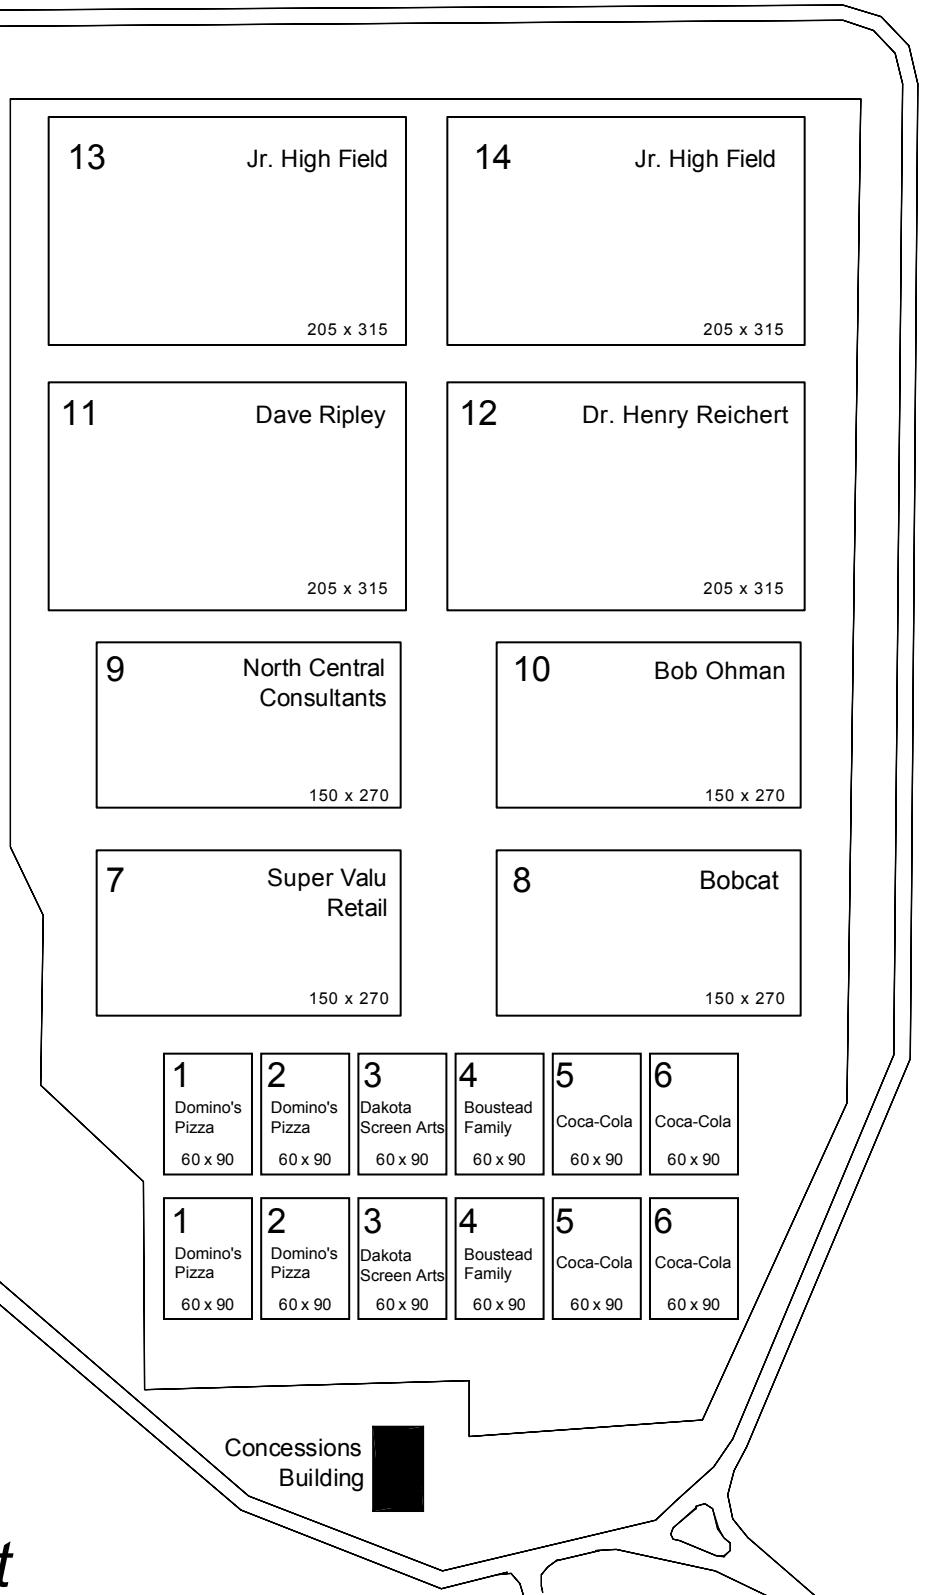 13 Jr. High Field
205 x 315
14 Jr. High Field
205 x 315
11 Dave Ripley
205 x 315
12 Dr. Henry Reichert
205 x 315
9 North Central
Consultants
150 x 270
10 Bob Ohman
150 x 270
7 Super Valu
Retail
150 x 270
8 Bobcat
150 x 270
1
Domino's
Pizza
60 x 90
2
Domino's
Pizza
60 x 90
3
Dakota
Screen Arts
60 x 90
4
Boustead
Family
60 x 90
5
Coca-Cola
60 x 90
6
Coca-Cola
60 x 90
1
Domino's
Pizza
60 x 90
2
Domino's
Pizza
60 x 90
3
Dakota
Screen Arts
60 x 90
4
Boustead
Family
60 x 90
5
Coca-Cola
60 x 90
6
Coca-Cola
60 x 90
Concessions
Building
t